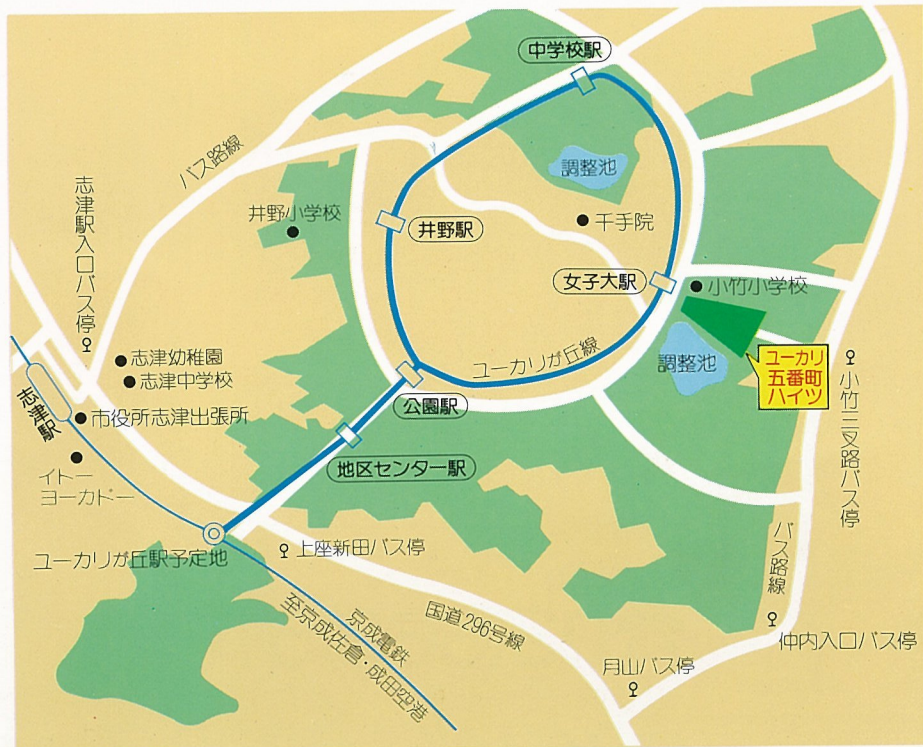 中学校駅
バス路線
調整池
志津駅入口バス停
井野小学校
井野駅
千手院
女子大駅
小竹小学校
ユーカリが丘線
調整池
ユーカリ
五番町
ハイツ
小竹三叉路バス停
志津幼稚園
志津中学校
志津駅
市役所志津出張所
公園駅
イトー
ヨーカドー
地区センター駅
ユーカリが丘駅予定地
上座新田バス停
バス路線
国道296号線
京成電鉄
至京成佐倉・成田空港
仲内入口バス停
月山バス停